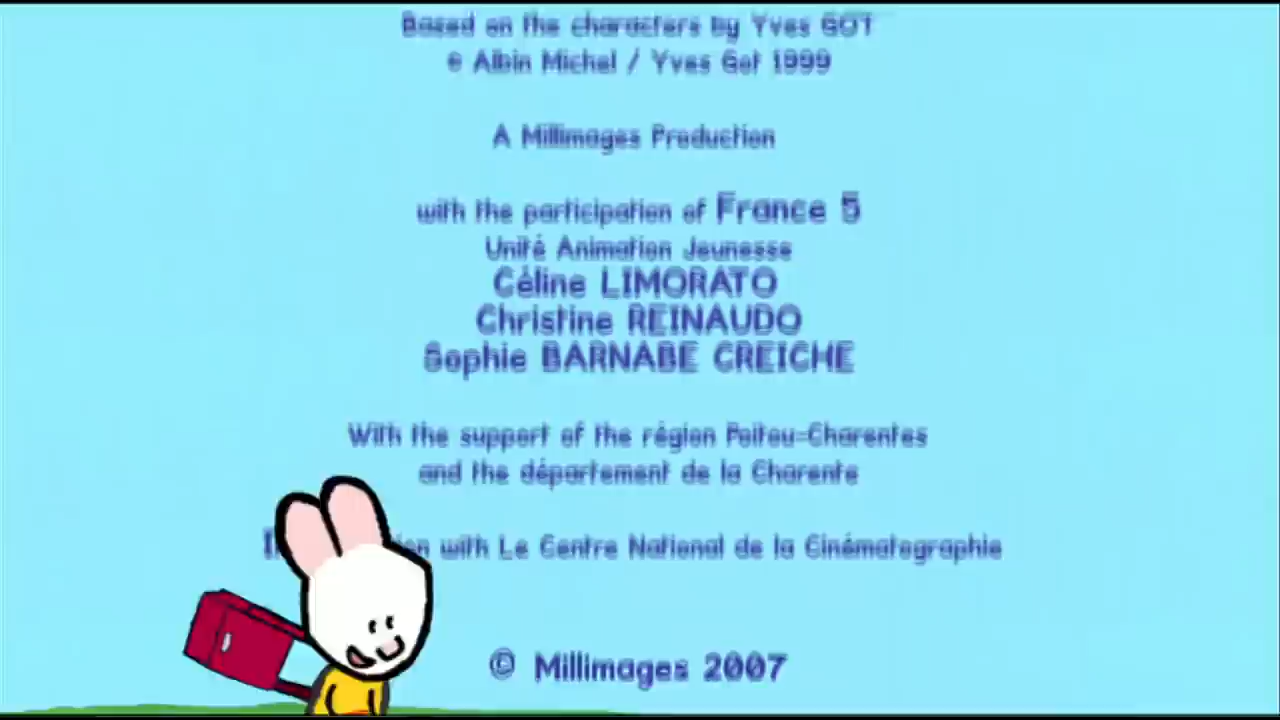 Based on the characters by Yves GOT
© Albin Michel / Yves Got 1999
A Millimages Production
with the participation of France 5
Unité Animation Jeunesse
Céline LIMORATO
Christine REINAUDO
Sophie BARNABE CREICHE
With the support of the région Poitou-Charentes
and the département de la Charente
with Le Centre National de la Cinématographie
© Millimages 2007